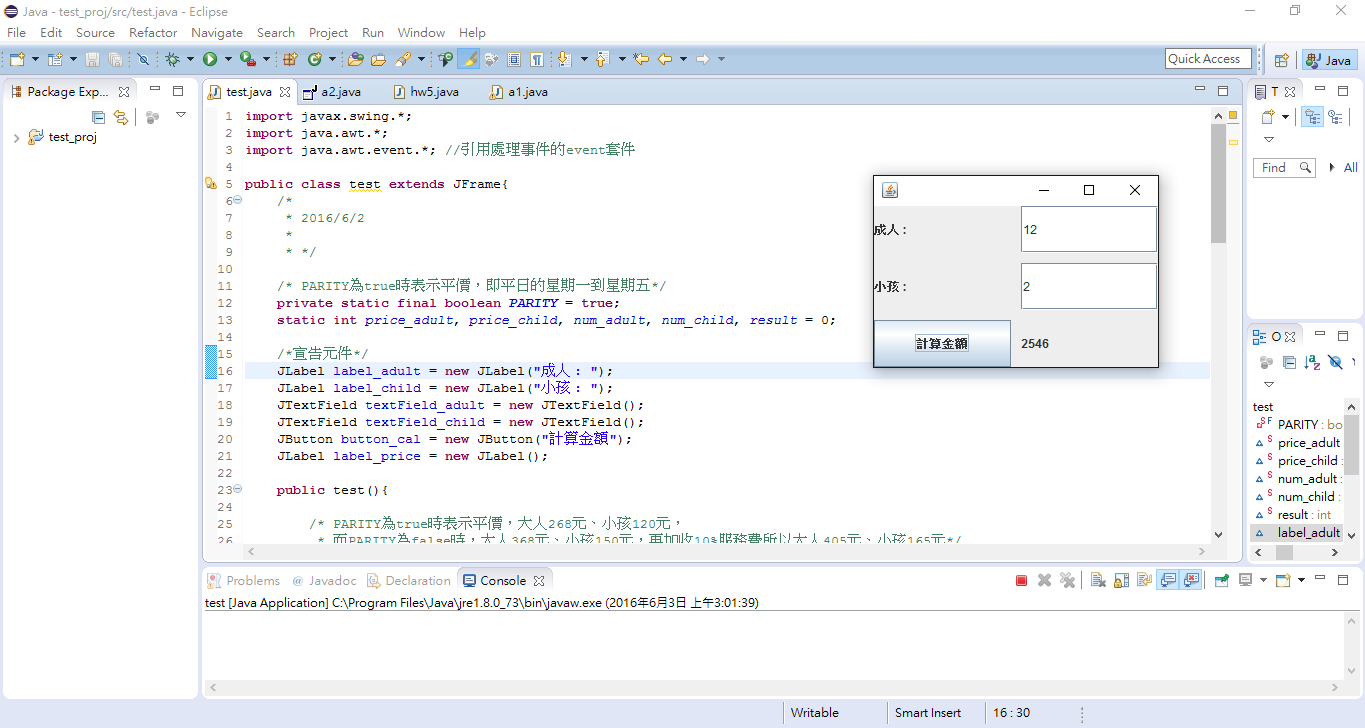 Java - test_proj/src/test.java - Eclipse
File Edit Source Refactor Navigate Search Project Run Window Help
Quick Access Java
Package Exp...
test_proj
test.java a2.java hw5.java a1.java
1 import javax.swing.*;
2 import java.awt.*;
3 import java.awt.event.*; //引用處理事件的event套件
4
5 public class test extends JFrame{
6 /*
7 * 2016/6/2
8 *
9 * */
10
11 /* PARITY為true時表示平價，即平日的星期一到星期五*/
12 private static final boolean PARITY = true;
13 static int price_adult, price_child, num_adult, num_child, result = 0;
14
15 /*宣告元件*/
16 JLabel label_adult = new JLabel("成人 : ");
17 JLabel label_child = new JLabel("小孩 : ");
18 JTextField textField_adult = new JTextField();
19 JTextField textField_child = new JTextField();
20 JButton button_cal = new JButton("計算金額");
21 JLabel label_price = new JLabel();
22
23 public test(){
24
25 /* PARITY為true時表示平價，大人268元、小孩120元，
26 * 而PARITY為false時，大人368元、小孩150元，再加收10%服務費所以大人405元、小孩165元*/
成人 : 12
小孩 : 2
計算金額 2546
T
Find All
O
test
PARITY : bo
price_adult
price_child :
num_adult :
num_child :
result : int
label_adult
Problems @ Javadoc Declaration Console
test [Java Application] C:\Program Files\Java\jre1.8.0_73\bin\javaw.exe (2016年6月3日 上午3:01:39)
Writable Smart Insert 16 : 30